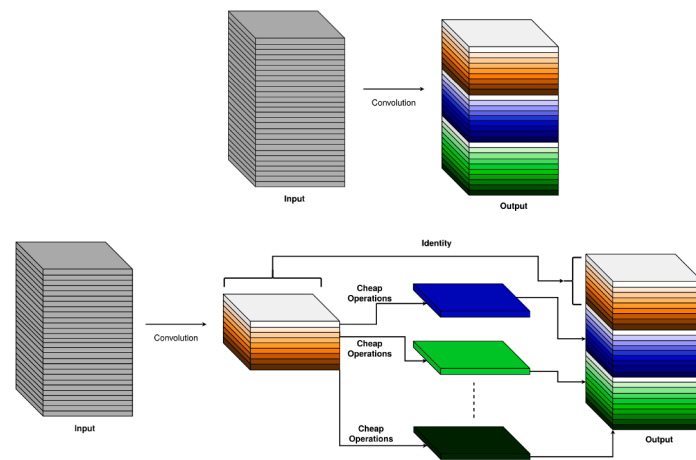 Convolution
Input
Output
Identity
Cheap
Operations
Convolution
Cheap
Operations
Cheap
Operations
Input
Output